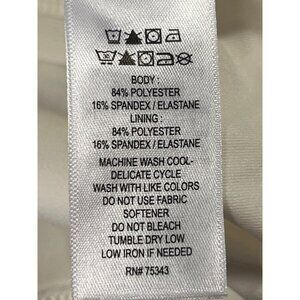 BODY :
84% POLYESTER
16% SPANDEX / ELASTANE
LINING :
84% POLYESTER
16% SPANDEX / ELASTANE
MACHINE WASH COOL-
DELICATE CYCLE
WASH WITH LIKE COLORS
DO NOT USE FABRIC
SOFTENER
DO NOT BLEACH
TUMBLE DRY LOW
LOW IRON IF NEEDED
RN# 75343